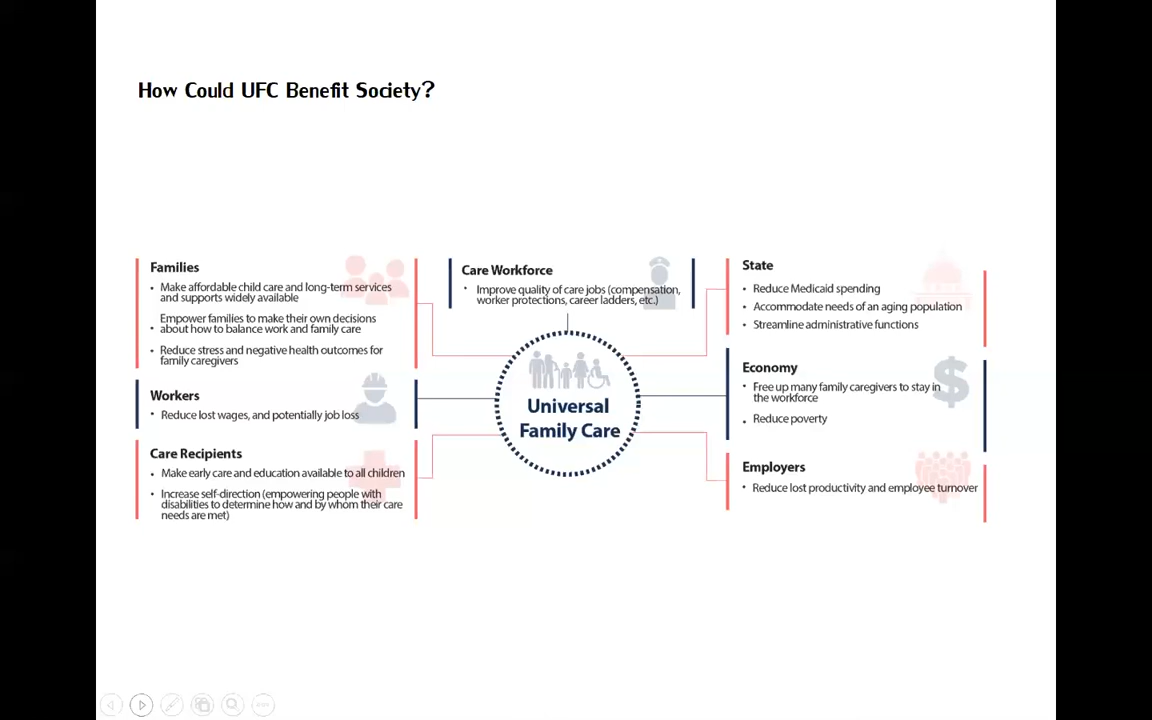 How Could UFC Benefit Society?
Families
• Make affordable child care and long-term services
and supports widely available
Empower families to make their own decisions
• about how to balance work and family care
• Reduce stress and negative health outcomes for
family caregivers
Workers
• Reduce lost wages, and potentially job loss
Care Recipients
• Make early care and education available to all children
• Increase self-direction (empowering people with
disabilities to determine how and by whom their care
needs are met)
Care Workforce
• Improve quality of care jobs (compensation,
worker protections, career ladders, etc.)
Universal
Family Care
State
• Reduce Medicaid spending
• Accommodate needs of an aging population
• Streamline administrative functions
Economy
• Free up many family caregivers to stay in
the workforce
• Reduce poverty
Employers
• Reduce lost productivity and employee turnover